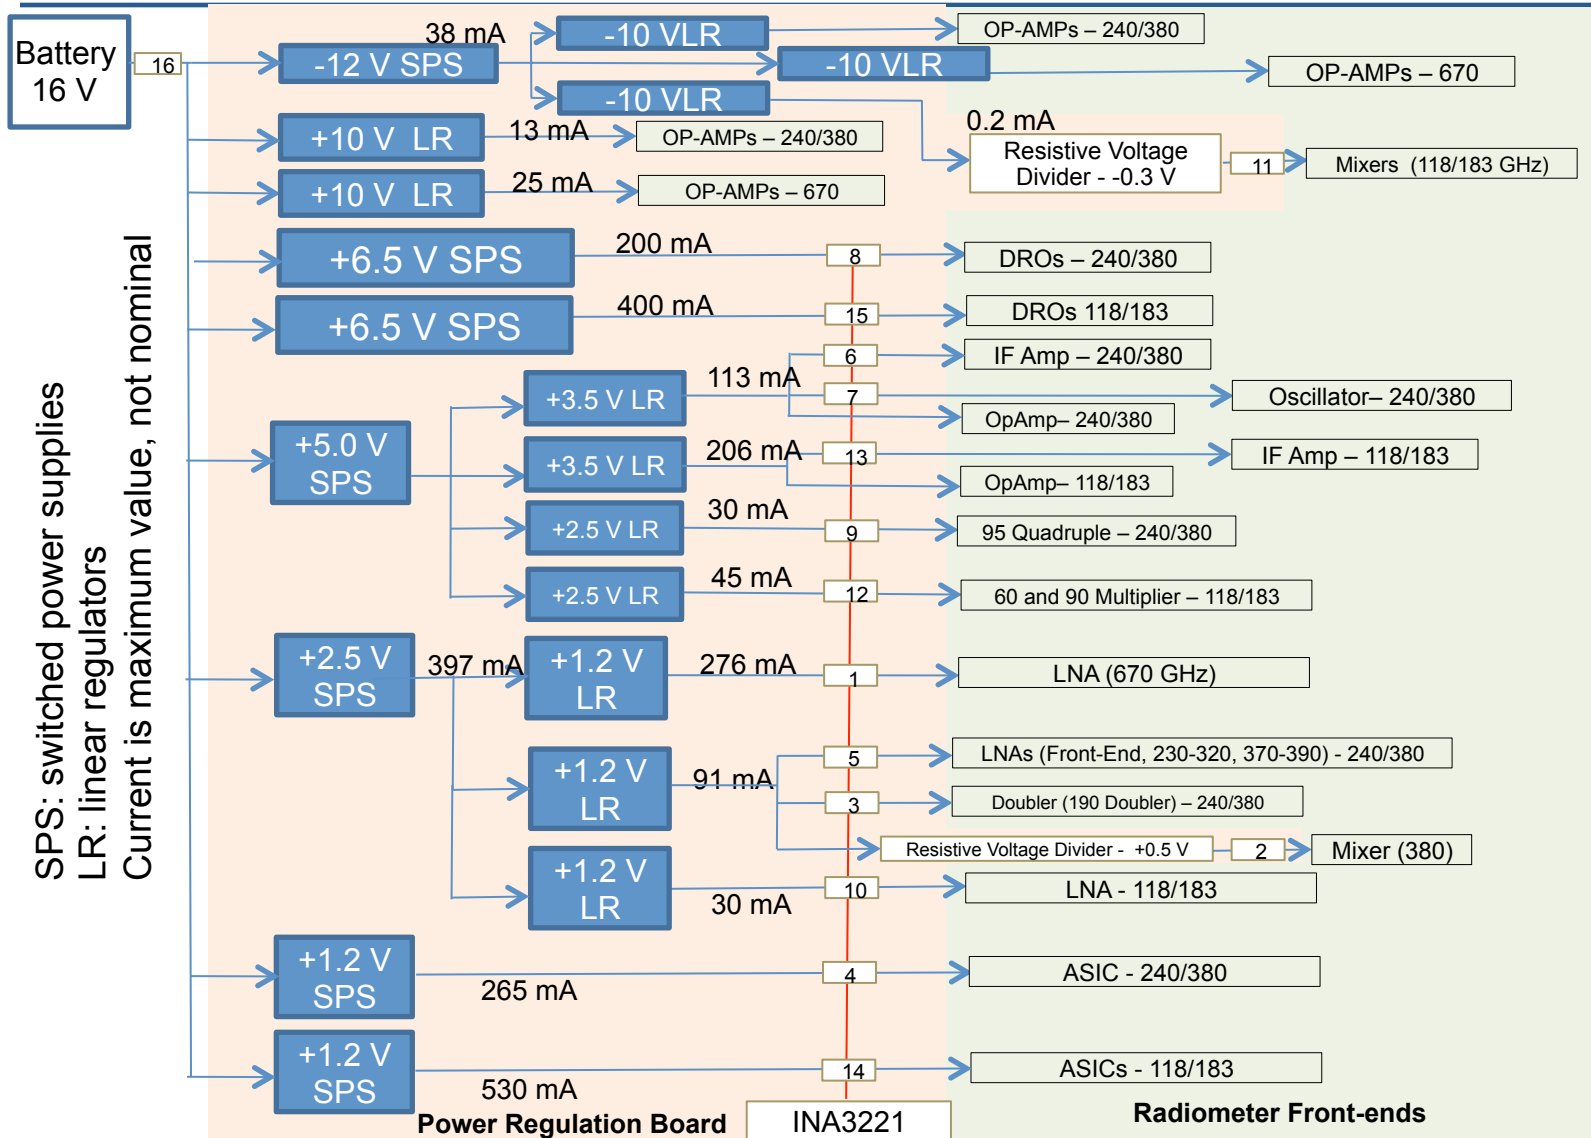 Battery
16 V
16
38 mA
-12 V SPS
-10 VLR
-10 VLR
-10 VLR
OP-AMPs – 240/380
OP-AMPs – 670
+10 V LR
13 mA
OP-AMPs – 240/380
0.2 mA
Resistive Voltage
Divider - -0.3 V
11
Mixers (118/183 GHz)
+10 V LR
25 mA
OP-AMPs – 670
+6.5 V SPS
200 mA
8
DROs – 240/380
+6.5 V SPS
400 mA
15
DROs 118/183
6
IF Amp – 240/380
+3.5 V LR
113 mA
7
Oscillator– 240/380
OpAmp– 240/380
+5.0 V
SPS
+3.5 V LR
206 mA
13
IF Amp – 118/183
OpAmp– 118/183
+2.5 V LR
30 mA
9
95 Quadruple – 240/380
+2.5 V LR
45 mA
12
60 and 90 Multiplier – 118/183
+2.5 V
SPS
397 mA
+1.2 V
LR
276 mA
1
LNA (670 GHz)
+1.2 V
LR
91 mA
5
LNAs (Front-End, 230-320, 370-390) - 240/380
3
Doubler (190 Doubler) – 240/380
Resistive Voltage Divider - +0.5 V
2
Mixer (380)
+1.2 V
LR
30 mA
10
LNA - 118/183
+1.2 V
SPS
265 mA
4
ASIC - 240/380
+1.2 V
SPS
530 mA
14
ASICs - 118/183
Power Regulation Board
INA3221
Radiometer Front-ends
SPS: switched power supplies
LR: linear regulators
Current is maximum value, not nominal